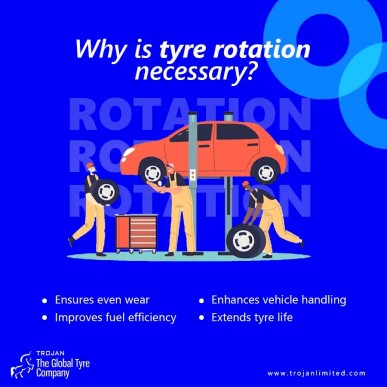 Why is tyre rotation
necessary?
ROTATION
ROTATION
ROTATION
• Ensures even wear
• Improves fuel efficiency
• Enhances vehicle handling
• Extends tyre life
TROJAN
The Global Tyre
Company
www.trojanlimited.com